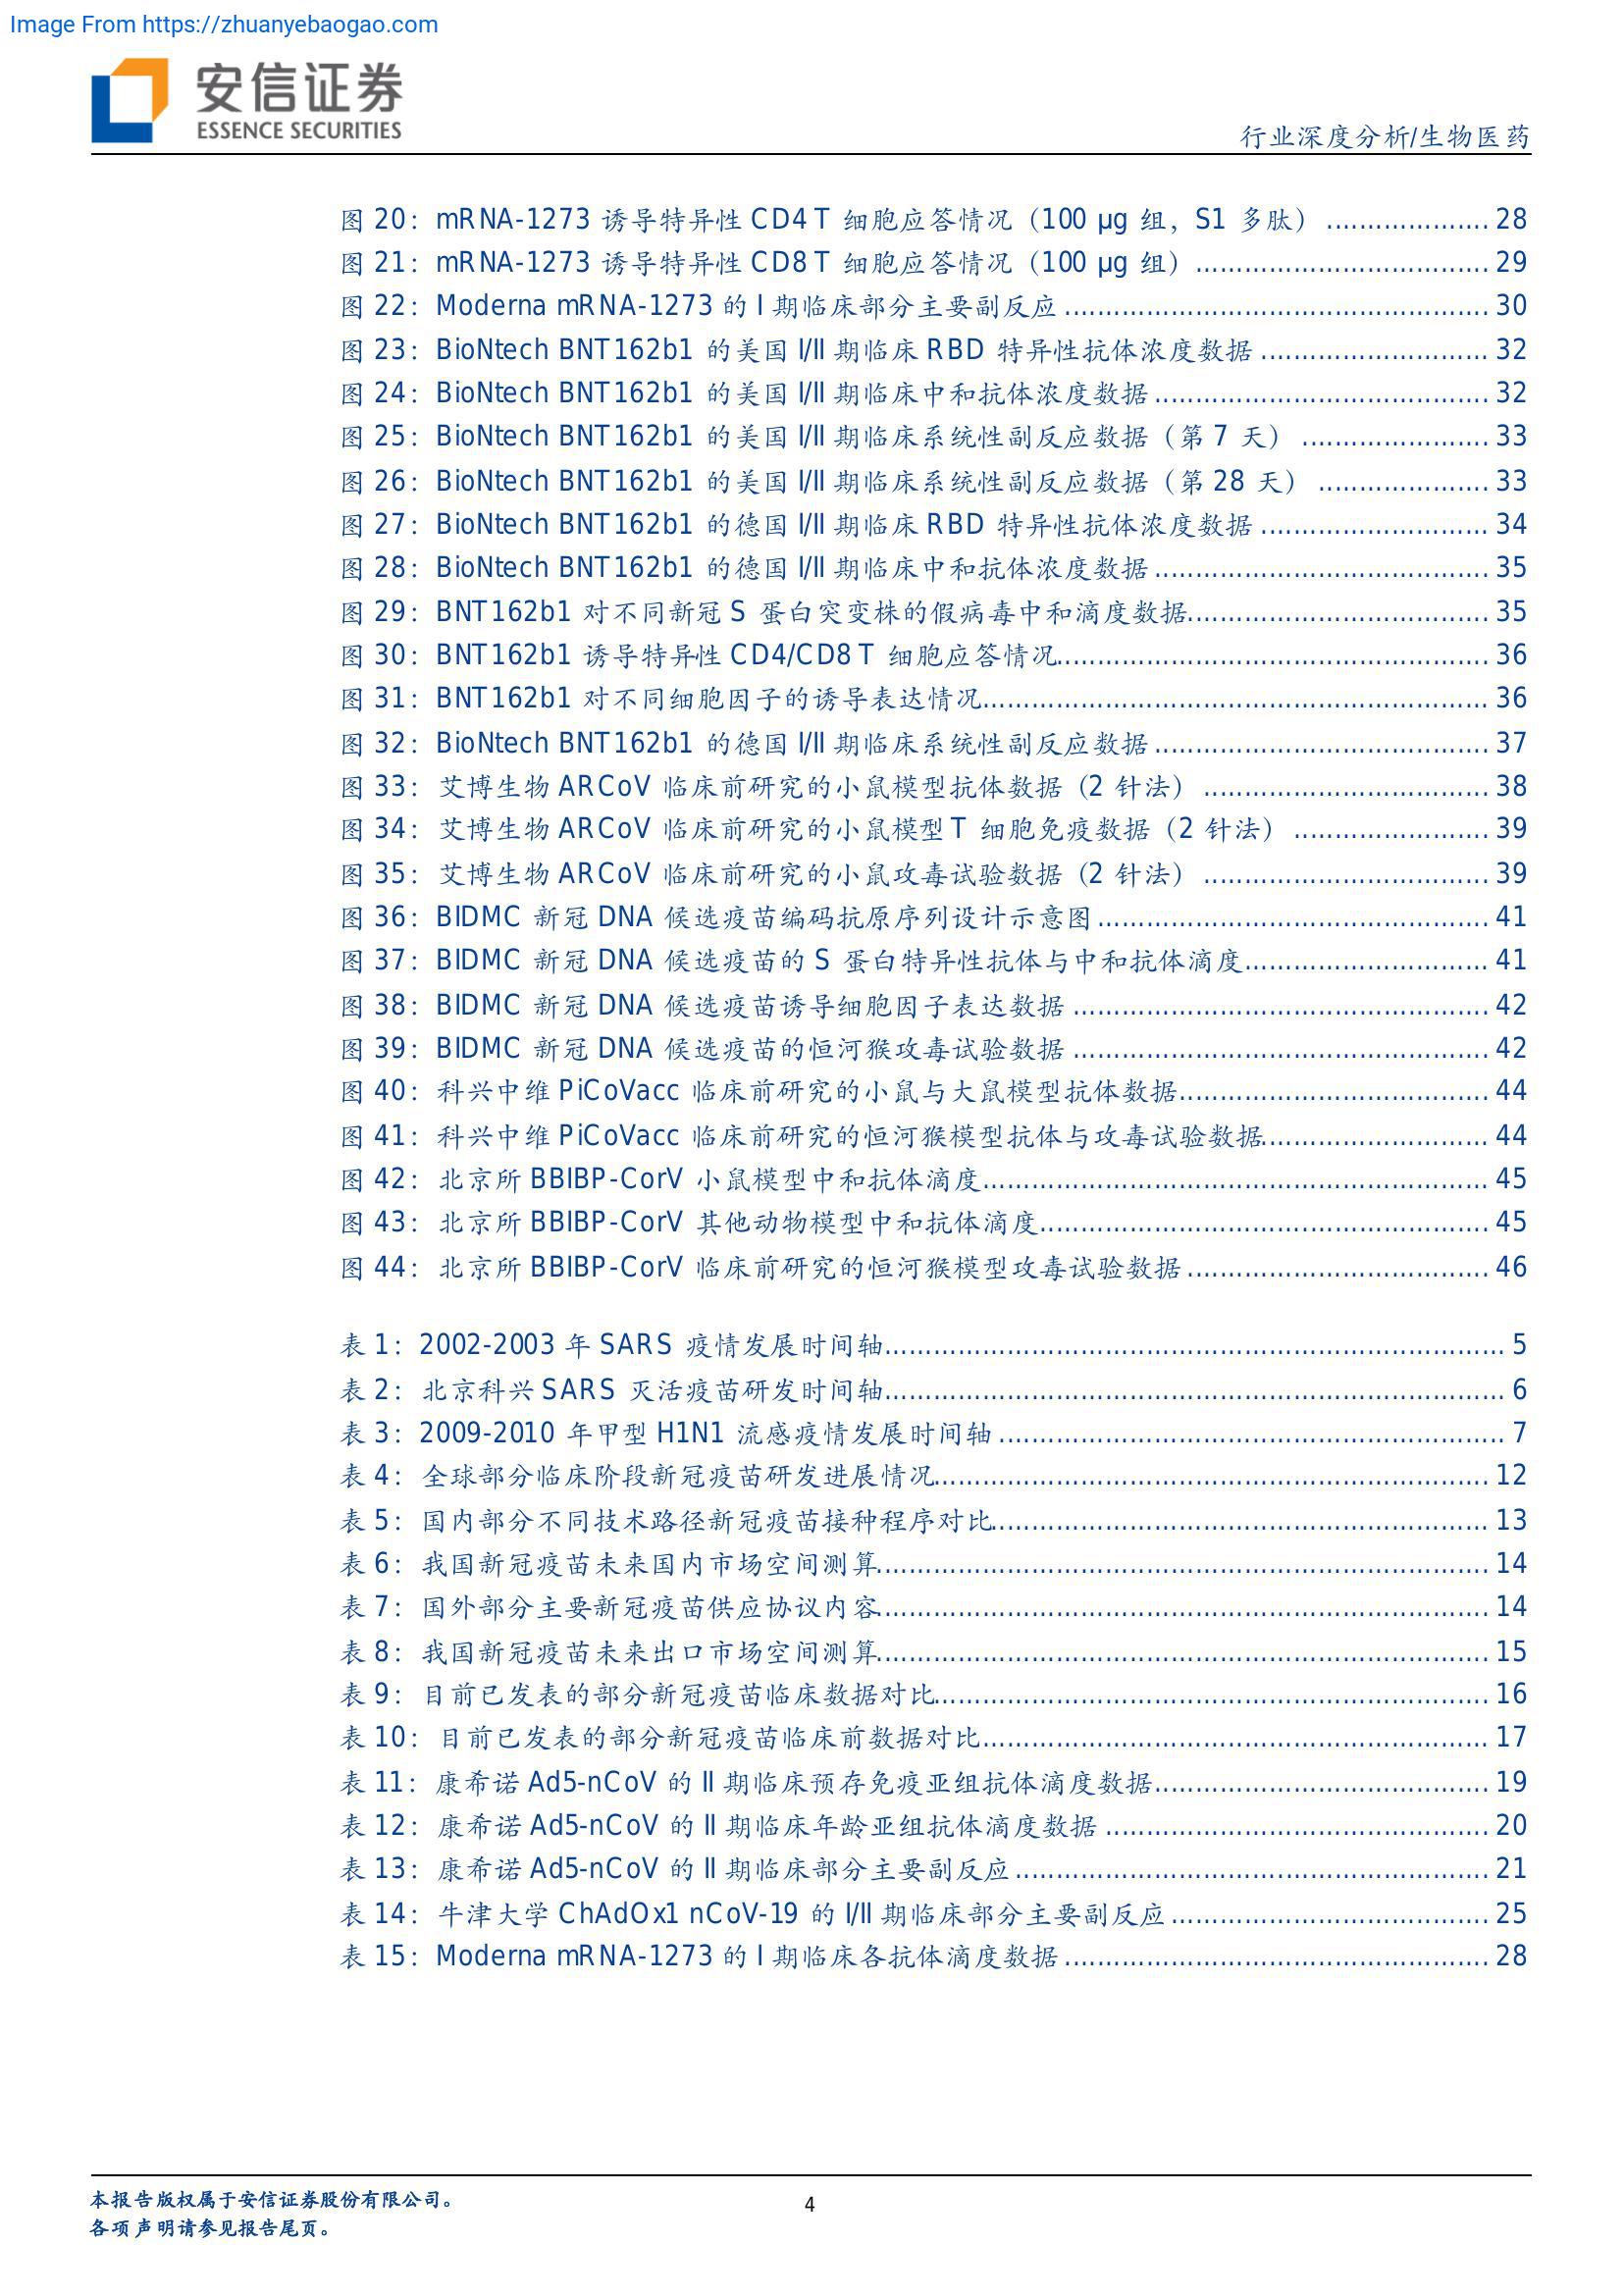 Image From https://zhuanyebaogao.com
安信证券
ESSENCE SECURITIES
行业深度分析/生物医药
图 20：mRNA-1273 诱导特异性 CD4 T 细胞应答情况（100 μg 组，S1 多肽）....................28
图 21：mRNA-1273 诱导特异性 CD8 T 细胞应答情况（100 μg 组）....................................29
图 22：Moderna mRNA-1273 的 I 期临床部分主要副反应....................................................30
图 23：BioNtech BNT162b1 的美国 I/II 期临床 RBD 特异性抗体浓度数据............................32
图 24：BioNtech BNT162b1 的美国 I/II 期临床中和抗体浓度数据.........................................32
图 25：BioNtech BNT162b1 的美国 I/II 期临床系统性副反应数据（第 7 天）.......................33
图 26：BioNtech BNT162b1 的美国 I/II 期临床系统性副反应数据（第 28 天）.....................33
图 27：BioNtech BNT162b1 的德国 I/II 期临床 RBD 特异性抗体浓度数据............................34
图 28：BioNtech BNT162b1 的德国 I/II 期临床中和抗体浓度数据.........................................35
图 29：BNT162b1 对不同新冠 S 蛋白突变株的假病毒中和滴度数据.....................................35
图 30：BNT162b1 诱导特异性 CD4/CD8 T 细胞应答情况.....................................................36
图 31：BNT162b1 对不同细胞因子的诱导表达情况..............................................................36
图 32：BioNtech BNT162b1 的德国 I/II 期临床系统性副反应数据.........................................37
图 33：艾博生物 ARCoV 临床前研究的小鼠模型抗体数据（2 针法）...................................38
图 34：艾博生物 ARCoV 临床前研究的小鼠模型 T 细胞免疫数据（2 针法）........................39
图 35：艾博生物 ARCoV 临床前研究的小鼠攻毒试验数据（2 针法）...................................39
图 36：BIDMC 新冠 DNA 候选疫苗编码抗原序列设计示意图................................................41
图 37：BIDMC 新冠 DNA 候选疫苗的 S 蛋白特异性抗体与中和抗体滴度..............................41
图 38：BIDMC 新冠 DNA 候选疫苗诱导细胞因子表达数据...................................................42
图 39：BIDMC 新冠 DNA 候选疫苗的恒河猴攻毒试验数据...................................................42
图 40：科兴中维 PiCoVacc 临床前研究的小鼠与大鼠模型抗体数据......................................44
图 41：科兴中维 PiCoVacc 临床前研究的恒河猴模型抗体与攻毒试验数据............................44
图 42：北京所 BBIBP-CorV 小鼠模型中和抗体滴度..............................................................45
图 43：北京所 BBIBP-CorV 其他动物模型中和抗体滴度.......................................................45
图 44：北京所 BBIBP-CorV 临床前研究的恒河猴模型攻毒试验数据.....................................46
表 1：2002-2003 年 SARS 疫情发展时间轴............................................................................5
表 2：北京科兴 SARS 灭活疫苗研发时间轴............................................................................6
表 3：2009-2010 年甲型 H1N1 流感疫情发展时间轴..............................................................7
表 4：全球部分临床阶段新冠疫苗研发进展情况....................................................................12
表 5：国内部分不同技术路径新冠疫苗接种程序对比.............................................................13
表 6：我国新冠疫苗未来国内市场空间测算...........................................................................14
表 7：国外部分主要新冠疫苗供应协议内容...........................................................................14
表 8：我国新冠疫苗未来出口市场空间测算...........................................................................15
表 9：目前已发表的部分新冠疫苗临床数据对比....................................................................16
表 10：目前已发表的部分新冠疫苗临床前数据对比..............................................................17
表 11：康希诺 Ad5-nCoV 的 II 期临床预存免疫亚组抗体滴度数据.........................................19
表 12：康希诺 Ad5-nCoV 的 II 期临床年龄亚组抗体滴度数据...............................................20
表 13：康希诺 Ad5-nCoV 的 II 期临床部分主要副反应..........................................................21
表 14：牛津大学 ChAdOx1 nCoV-19 的 I/II 期临床部分主要副反应.......................................25
表 15：Moderna mRNA-1273 的 I 期临床各抗体滴度数据....................................................28
本报告版权属于安信证券股份有限公司。
4
各项声明请参见报告尾页。